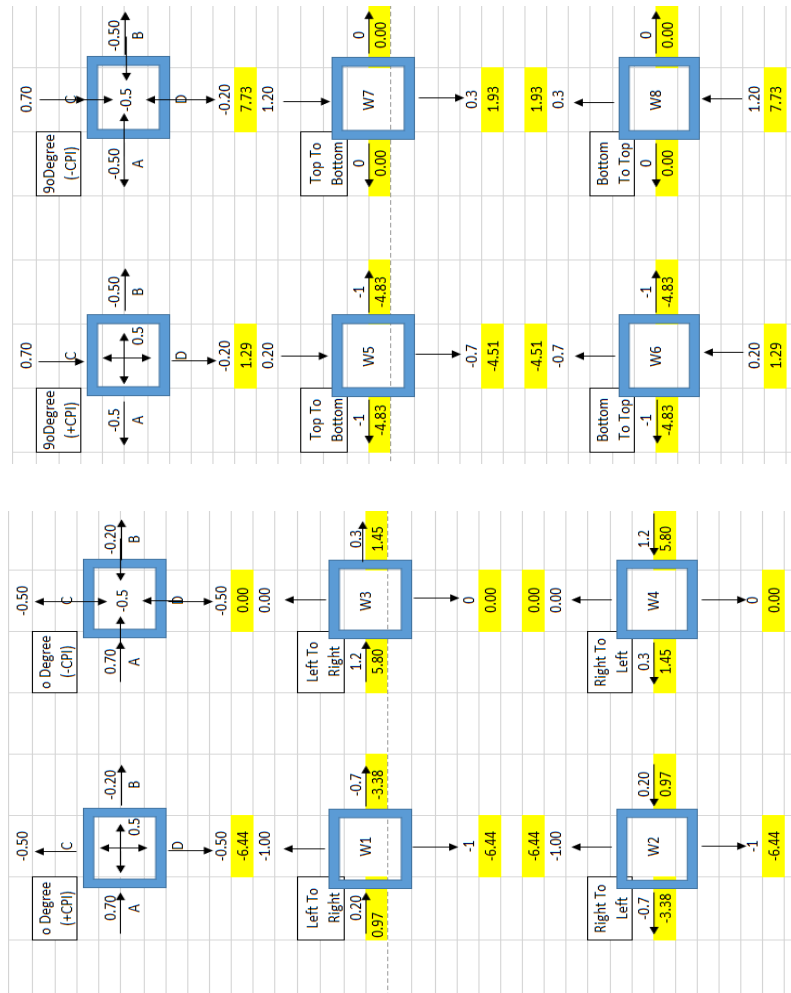 -0.50
o Degree
(+CPI)
C
0.70
A
0.5
-0.20
B
D
-0.50
-6.44
-1.00
Left To
Right
0.20
0.97
W1
-0.7
-3.38
-1
-6.44
-6.44
-1.00
Right To
Left
-0.7
-3.38
W2
0.20
0.97
-1
-6.44
-0.50
o Degree
(-CPI)
C
0.70
A
-0.5
-0.20
B
D
-0.50
0.00
0.00
Left To
Right
1.2
5.80
W3
0.3
1.45
0
0.00
0.00
0.00
Right To
Left
0.3
1.45
W4
1.2
5.80
0
0.00
0.70
9oDegree
(+CPI)
C
-0.5
A
0.5
-0.50
B
D
-0.20
1.29
0.20
Top To
Bottom
-1
-4.83
W5
-1
-4.83
-0.7
-4.51
-4.51
-0.7
Bottom
To Top
-1
-4.83
W6
-1
-4.83
0.20
1.29
0.70
9oDegree
(-CPI)
C
-0.50
A
-0.5
-0.50
B
D
-0.20
7.73
1.20
Top To
Bottom
0
0.00
W7
0
0.00
0.3
1.93
1.93
0.3
Bottom
To Top
0
0.00
W8
0
0.00
1.20
7.73